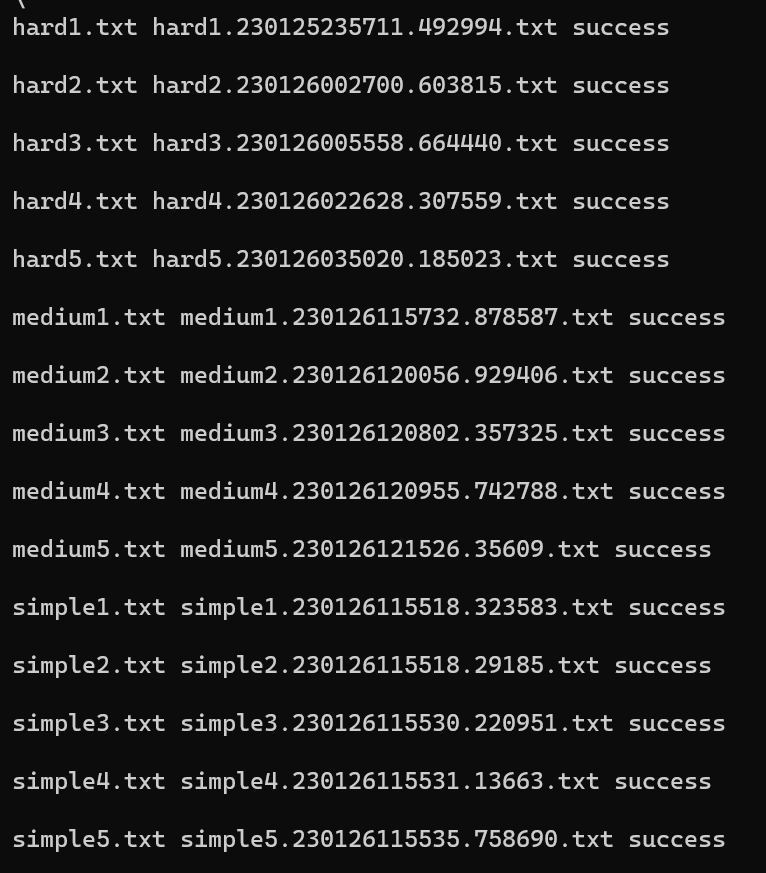 hard1.txt hard1.230125235711.492994.txt success
hard2.txt hard2.230126002700.603815.txt success
hard3.txt hard3.230126005558.664440.txt success
hard4.txt hard4.230126022628.307559.txt success
hard5.txt hard5.230126035020.185023.txt success
medium1.txt medium1.230126115732.878587.txt success
medium2.txt medium2.230126120056.929406.txt success
medium3.txt medium3.230126120802.357325.txt success
medium4.txt medium4.230126120955.742788.txt success
medium5.txt medium5.230126121526.35609.txt success
simple1.txt simple1.230126115518.323583.txt success
simple2.txt simple2.230126115518.29185.txt success
simple3.txt simple3.230126115530.220951.txt success
simple4.txt simple4.230126115531.13663.txt success
simple5.txt simple5.230126115535.758690.txt success